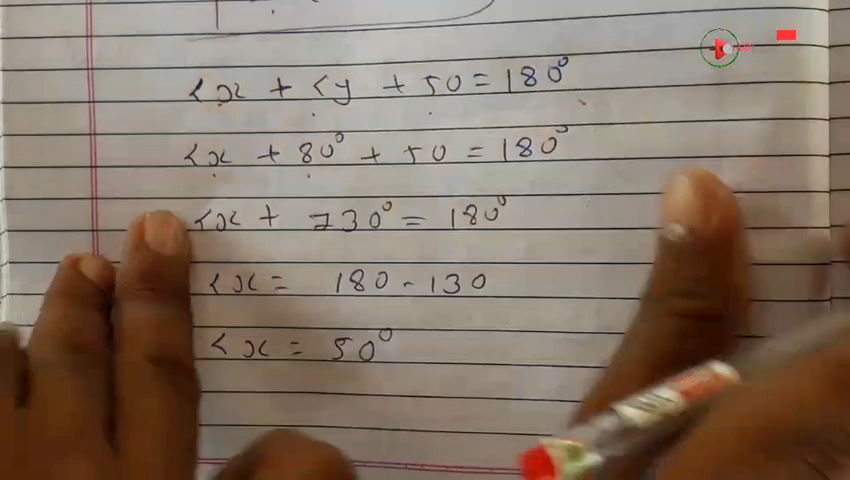 <x + <y + 50 = 180°
<x + 80° + 50 = 180°
<x + 130° = 180°
<x = 180 - 130
<x = 50°